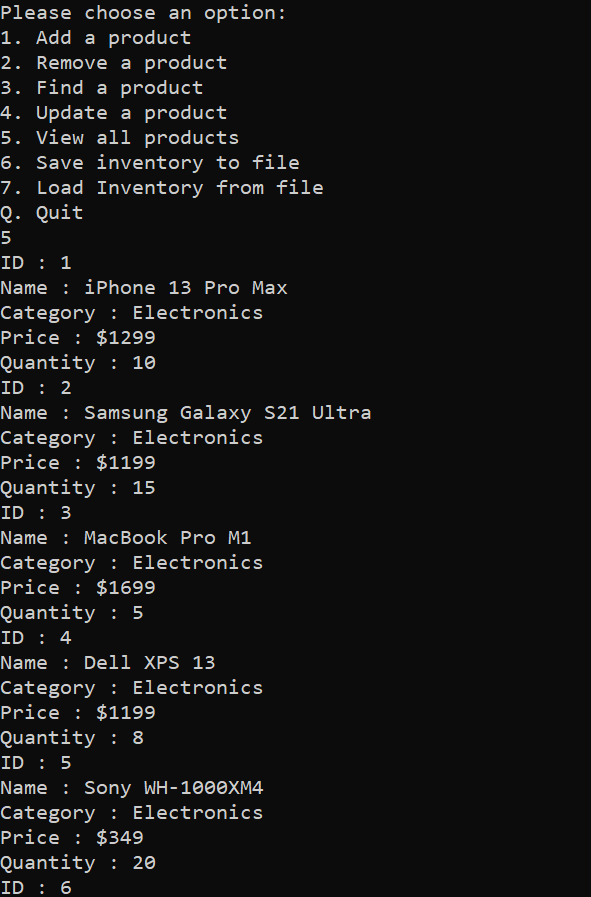 Please choose an option:
1. Add a product
2. Remove a product
3. Find a product
4. Update a product
5. View all products
6. Save inventory to file
7. Load Inventory from file
Q. Quit
5
ID : 1
Name : iPhone 13 Pro Max
Category : Electronics
Price : $1299
Quantity : 10
ID : 2
Name : Samsung Galaxy S21 Ultra
Category : Electronics
Price : $1199
Quantity : 15
ID : 3
Name : MacBook Pro M1
Category : Electronics
Price : $1699
Quantity : 5
ID : 4
Name : Dell XPS 13
Category : Electronics
Price : $1199
Quantity : 8
ID : 5
Name : Sony WH-1000XM4
Category : Electronics
Price : $349
Quantity : 20
ID : 6